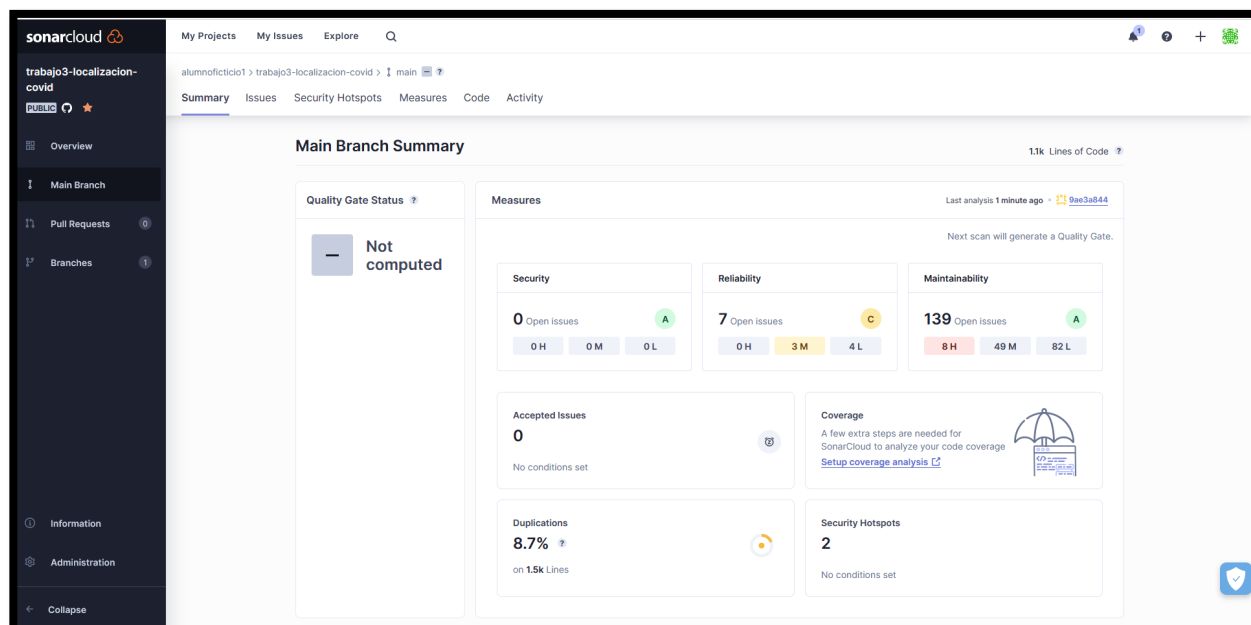 sonarcloud
My Projects My Issues Explore
1
trabajo3-localizacion-
covid
PUBLIC
alumnoficticio1 > trabajo3-localizacion-covid > main ?
Summary Issues Security Hotspots Measures Code Activity
Overview
Main Branch
Pull Requests 0
Branches 1
Information
Administration
Collapse
Main Branch Summary
1.1k Lines of Code ?
Quality Gate Status ?
Not
computed
Measures
Last analysis 1 minute ago • 9ae3a844
Next scan will generate a Quality Gate.
Security
0 Open issues A
0 H 0 M 0 L
Reliability
7 Open issues C
0 H 3 M 4 L
Maintainability
139 Open issues A
8 H 49 M 82 L
Accepted Issues
0
No conditions set
Coverage
A few extra steps are needed for
SonarCloud to analyze your code coverage
Setup coverage analysis
Duplications
8.7% ?
on 1.5k Lines
Security Hotspots
2
No conditions set